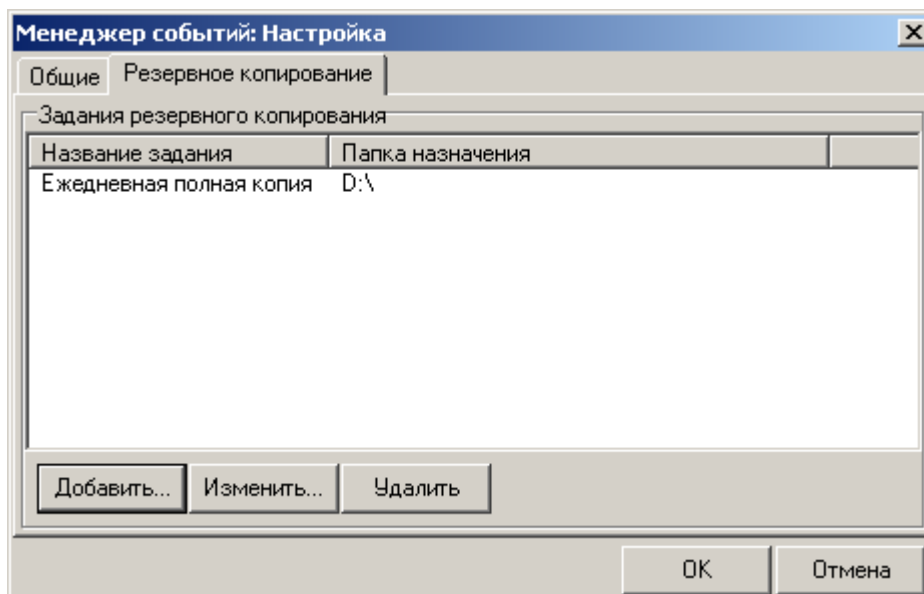 Менеджер событий: Настройка
Общие Резервное копирование
Задания резервного копирования
Название задания Папка назначения
Ежедневная полная копия D:\
Добавить... Изменить... Удалить
OK Отмена